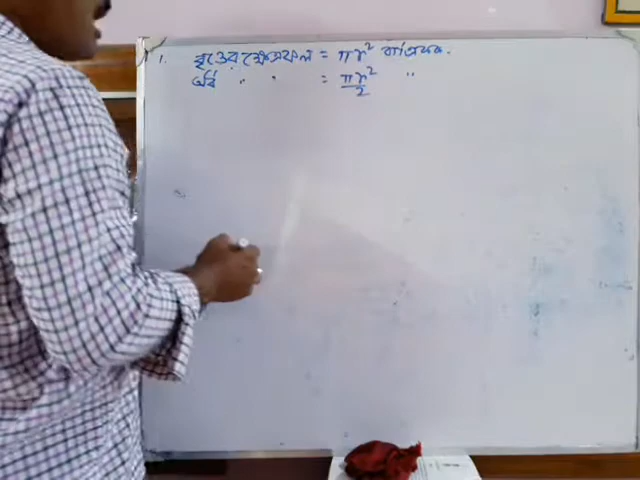 1. বৃত্তের ক্ষেত্রফল = πr² বর্গএকক.
অর্ধ " " = πr²/2 "